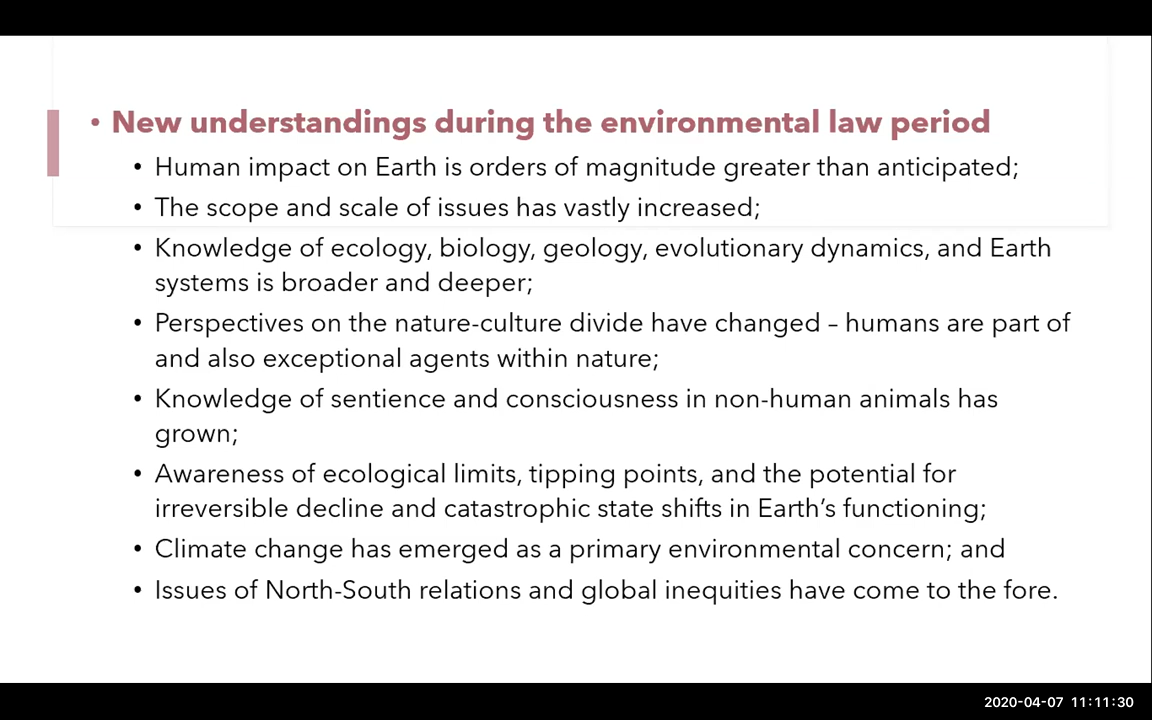 • New understandings during the environmental law period
• Human impact on Earth is orders of magnitude greater than anticipated;
• The scope and scale of issues has vastly increased;
• Knowledge of ecology, biology, geology, evolutionary dynamics, and Earth
systems is broader and deeper;
• Perspectives on the nature-culture divide have changed – humans are part of
and also exceptional agents within nature;
• Knowledge of sentience and consciousness in non-human animals has
grown;
• Awareness of ecological limits, tipping points, and the potential for
irreversible decline and catastrophic state shifts in Earth’s functioning;
• Climate change has emerged as a primary environmental concern; and
• Issues of North-South relations and global inequities have come to the fore.
2020-04-07 11:11:30